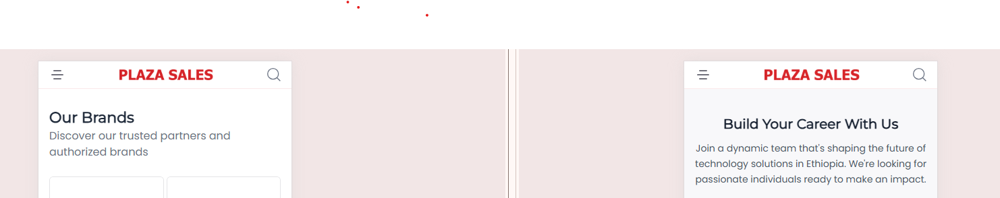 PLAZA SALES
Our Brands
Discover our trusted partners and
authorized brands
PLAZA SALES
Build Your Career With Us
Join a dynamic team that's shaping the future of
technology solutions in Ethiopia. We're looking for
passionate individuals ready to make an impact.